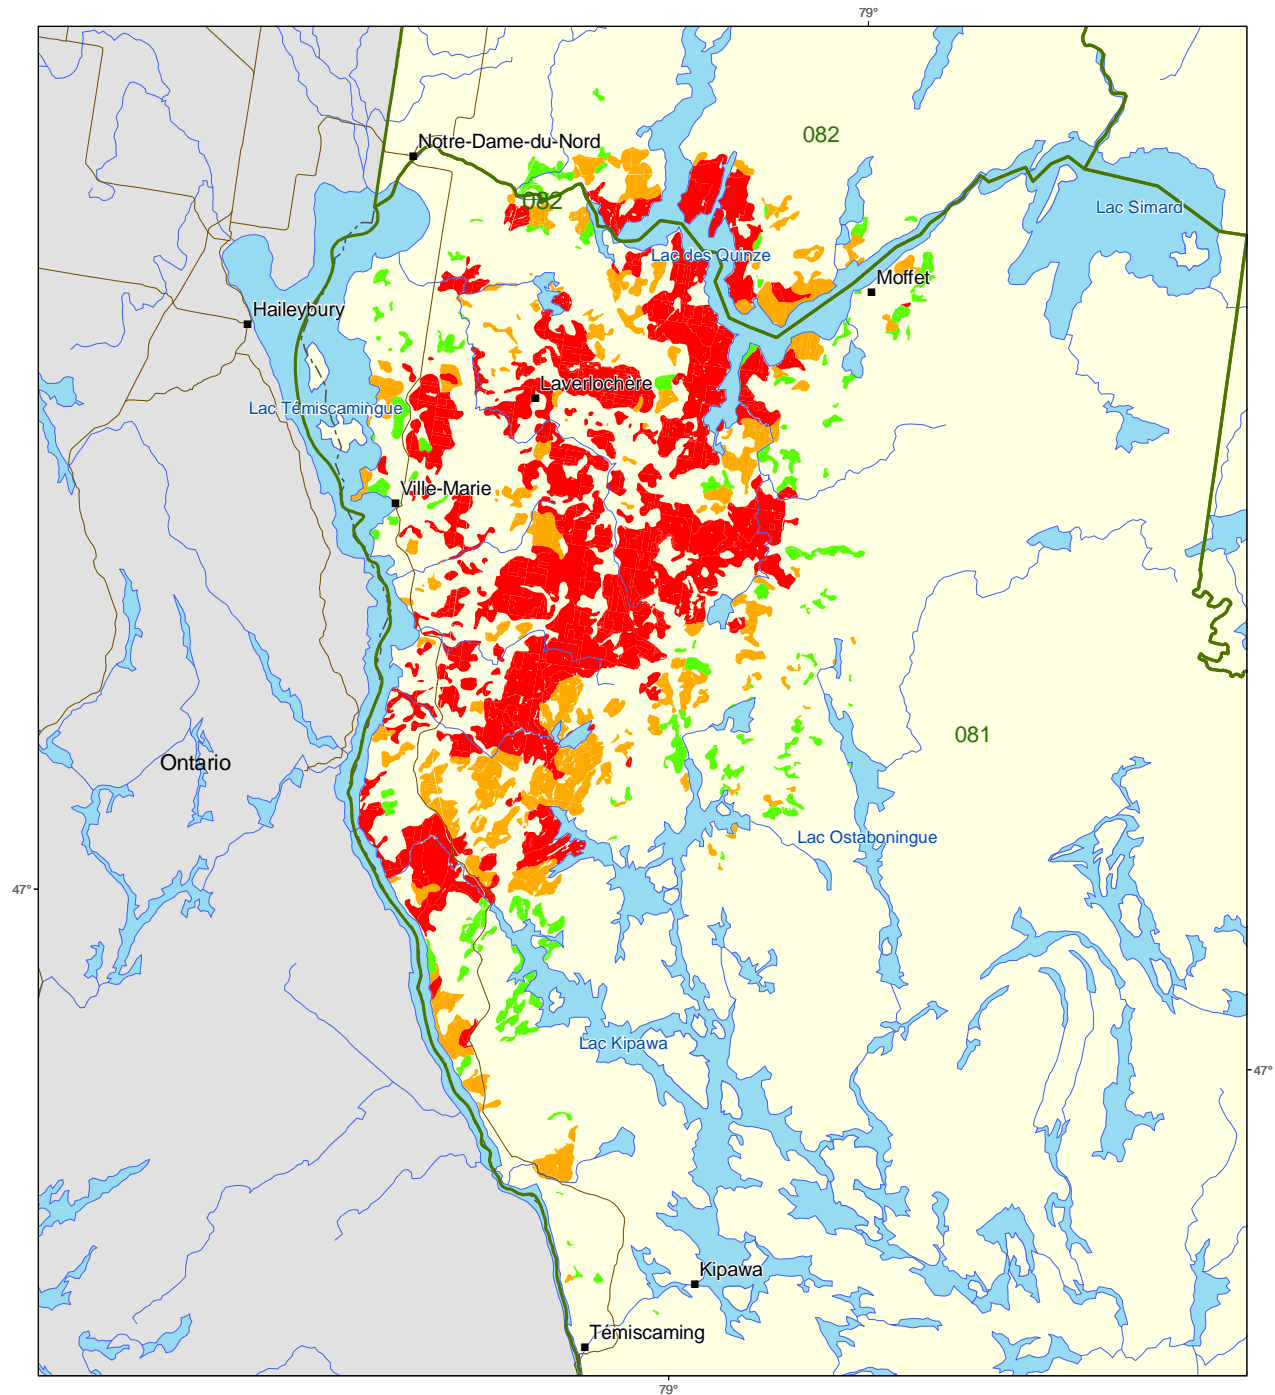 79°
082
Notre-Dame-du-Nord
082
Lac Simard
Lac des Quinze
Moffet
Haileybury
Laverlochère
Lac Témiscamingue
Ville-Marie
081
Ontario
Lac Ostaboningue
47°
Lac Kipawa
47°
Kipawa
Témiscaming
79°